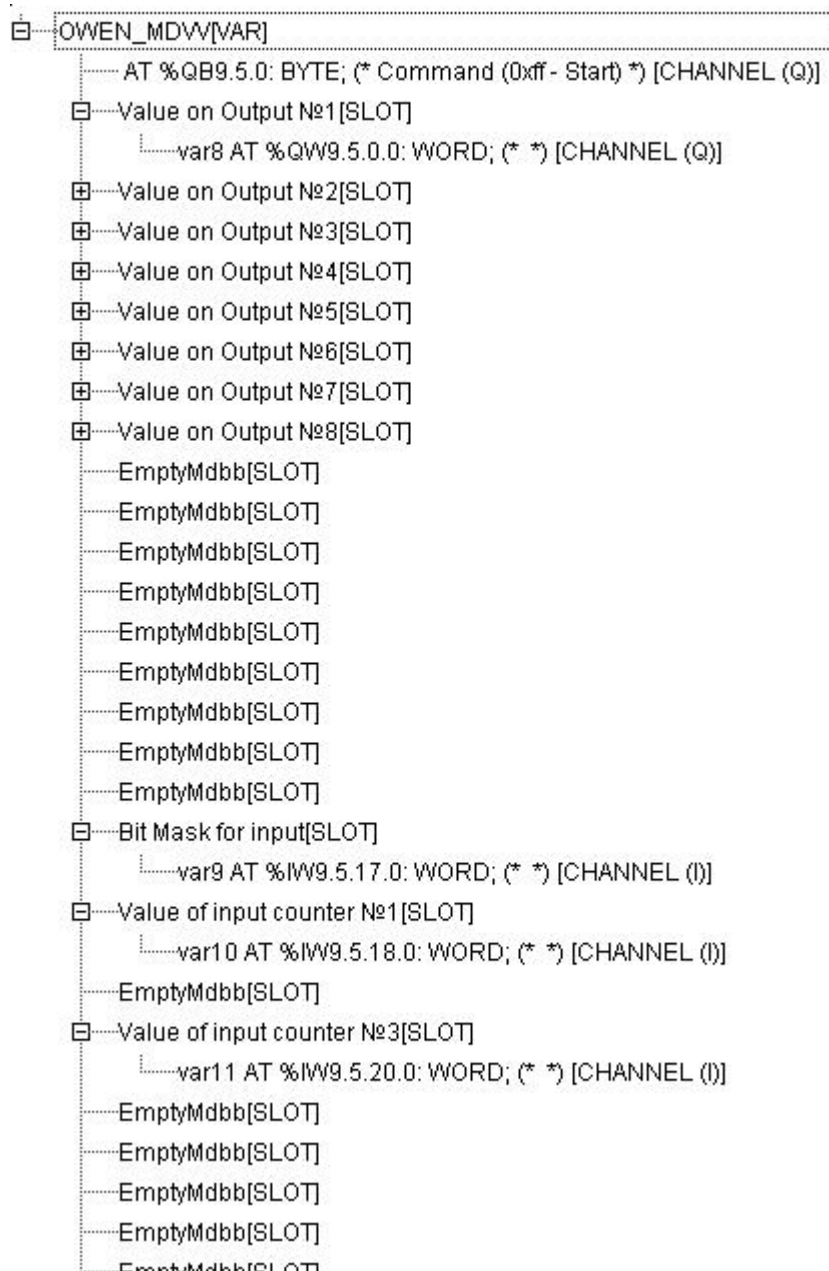 OWEN_MDVV[VAR]
AT %QB9.5.0: BYTE; (* Command (0xff - Start) *) [CHANNEL (Q)]
Value on Output №1[SLOT]
var8 AT %QW9.5.0.0: WORD; (* *) [CHANNEL (Q)]
Value on Output №2[SLOT]
Value on Output №3[SLOT]
Value on Output №4[SLOT]
Value on Output №5[SLOT]
Value on Output №6[SLOT]
Value on Output №7[SLOT]
Value on Output №8[SLOT]
EmptyMdbb[SLOT]
EmptyMdbb[SLOT]
EmptyMdbb[SLOT]
EmptyMdbb[SLOT]
EmptyMdbb[SLOT]
EmptyMdbb[SLOT]
EmptyMdbb[SLOT]
EmptyMdbb[SLOT]
EmptyMdbb[SLOT]
Bit Mask for input[SLOT]
var9 AT %IW9.5.17.0: WORD; (* *) [CHANNEL (I)]
Value of input counter №1[SLOT]
var10 AT %IW9.5.18.0: WORD; (* *) [CHANNEL (I)]
EmptyMdbb[SLOT]
Value of input counter №3[SLOT]
var11 AT %IW9.5.20.0: WORD; (* *) [CHANNEL (I)]
EmptyMdbb[SLOT]
EmptyMdbb[SLOT]
EmptyMdbb[SLOT]
EmptyMdbb[SLOT]
EmptyMdbb[SLOT]